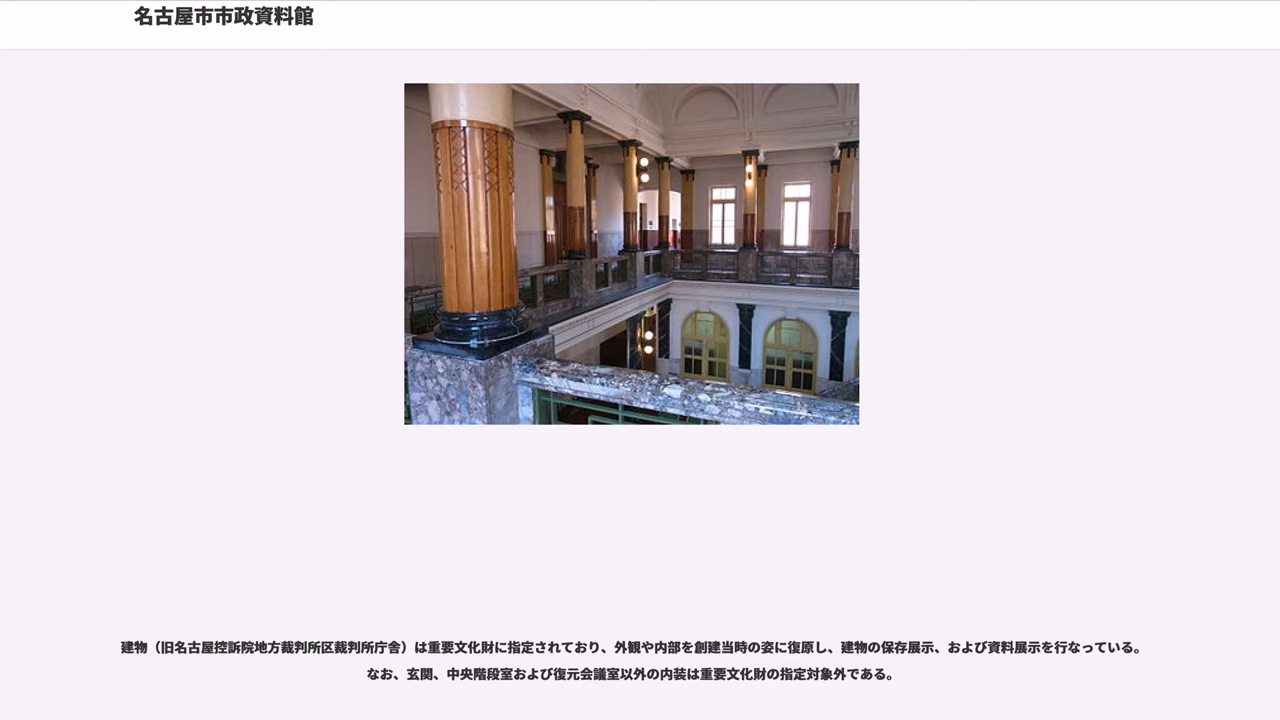 名古屋市市政資料館
建物（旧名古屋控訴院地方裁判所区裁判所庁舎）は重要文化財に指定されており、外観や内部を創建当時の姿に復原し、建物の保存展示、および資料展示を行なっている。
なお、玄関、中央階段室および復元会議室以外の内装は重要文化財の指定対象外である。